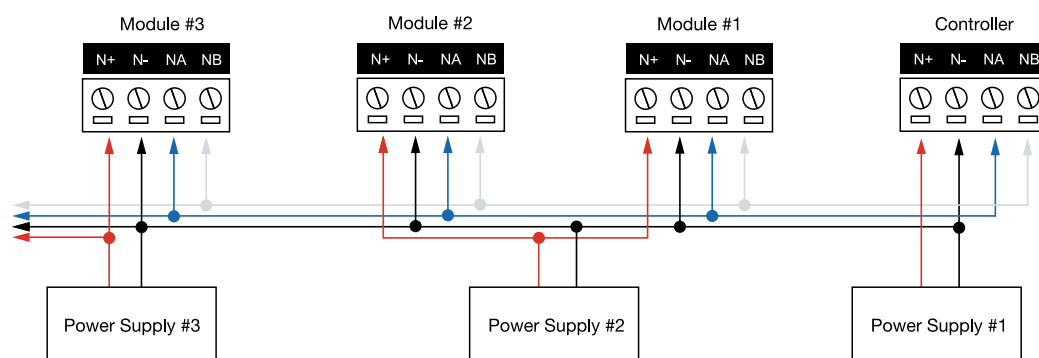 Module #3
Module #2
Module #1
Controller
N+ N- NA NB
N+ N- NA NB
N+ N- NA NB
N+ N- NA NB
Power Supply #3
Power Supply #2
Power Supply #1